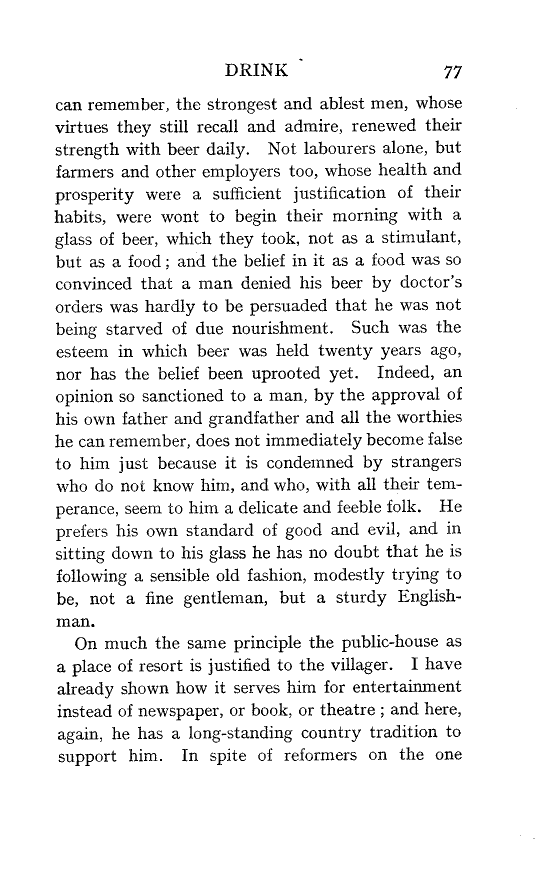 DRINK 77
can remember, the strongest and ablest men, whose
virtues they still recall and admire, renewed their
strength with beer daily. Not labourers alone, but
farmers and other employers too, whose health and
prosperity were a sufficient justification of their
habits, were wont to begin their morning with a
glass of beer, which they took, not as a stimulant,
but as a food; and the belief in it as a food was so
convinced that a man denied his beer by doctor's
orders was hardly to be persuaded that he was not
being starved of due nourishment. Such was the
esteem in which beer was held twenty years ago,
nor has the belief been uprooted yet. Indeed, an
opinion so sanctioned to a man, by the approval of
his own father and grandfather and all the worthies
he can remember, does not immediately become false
to him just because it is condemned by strangers
who do not know him, and who, with all their tem-
perance, seem to him a delicate and feeble folk. He
prefers his own standard of good and evil, and in
sitting down to his glass he has no doubt that he is
following a sensible old fashion, modestly trying to
be, not a fine gentleman, but a sturdy English-
man.
On much the same principle the public-house as
a place of resort is justified to the villager. I have
already shown how it serves him for entertainment
instead of newspaper, or book, or theatre; and here,
again, he has a long-standing country tradition to
support him. In spite of reformers on the one